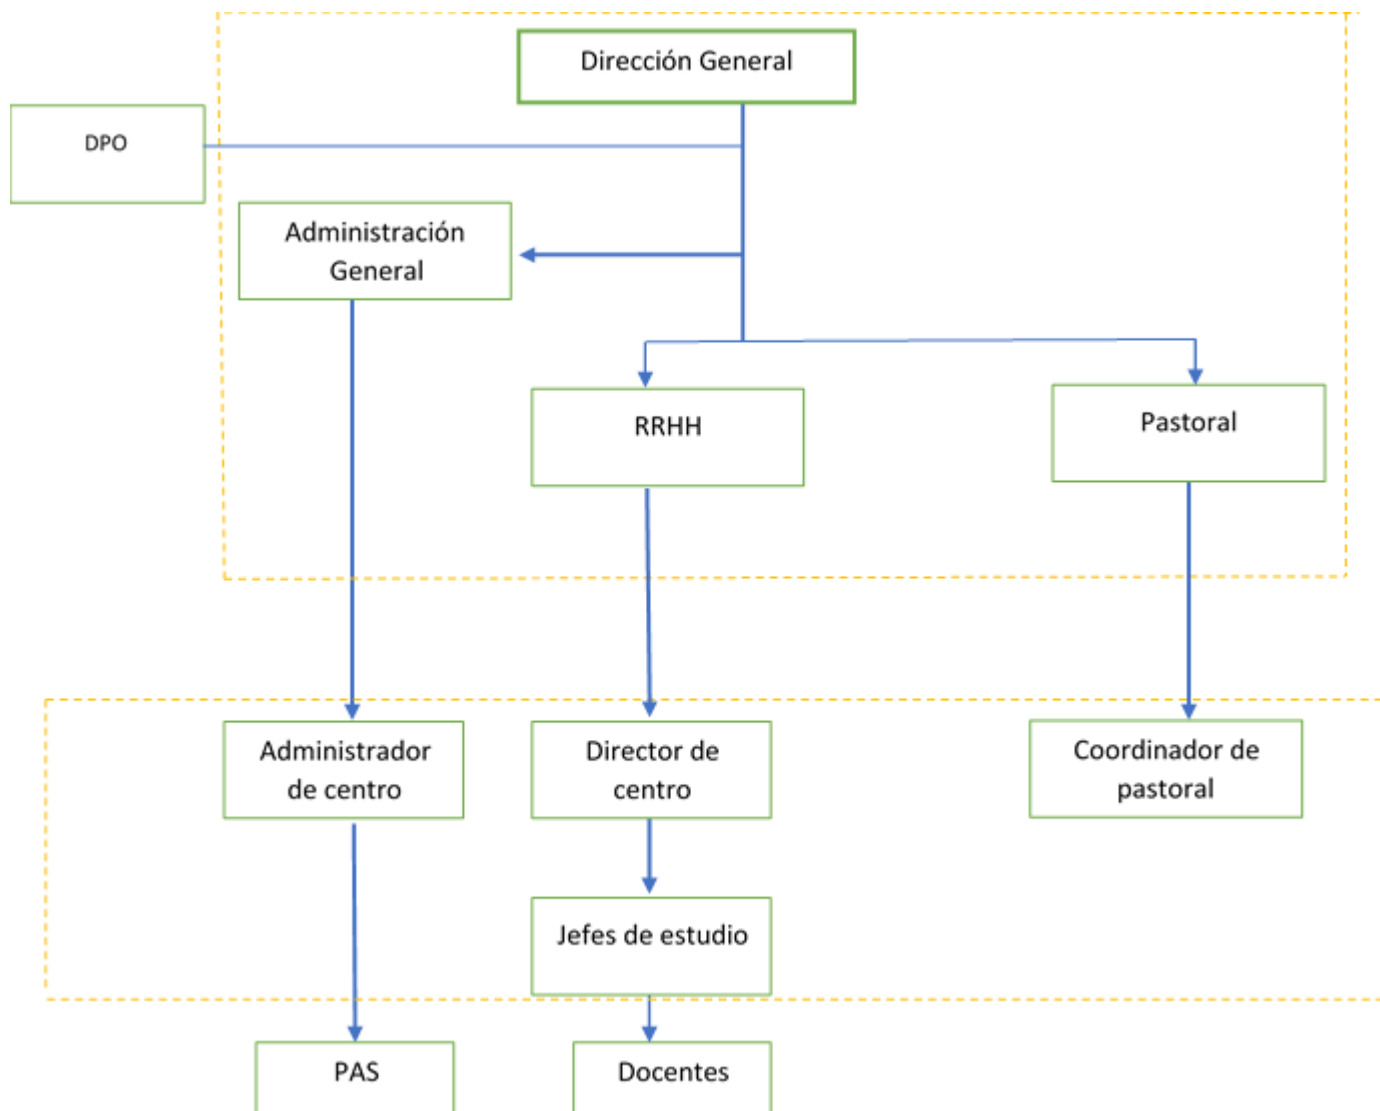 Dirección General
DPO
Administración
General
RRHH
Pastoral
Administrador
de centro
Director de
centro
Coordinador de
pastoral
Jefes de estudio
PAS
Docentes